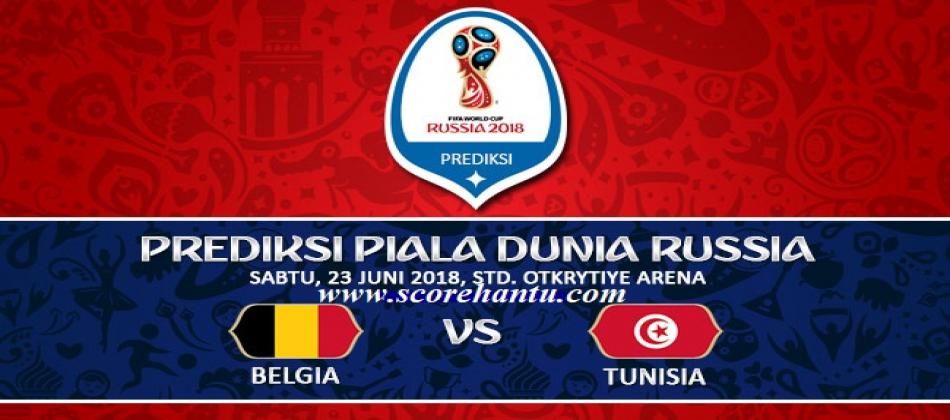 FIFA WORLD CUP
RUSSIA 2018
PREDIKSI
PREDIKSI PIALA DUNIA RUSSIA
SABTU, 23 JUNI 2018, STD. OTKRYTIYE ARENA
www.scorehantu.com
VS
BELGIA
TUNISIA